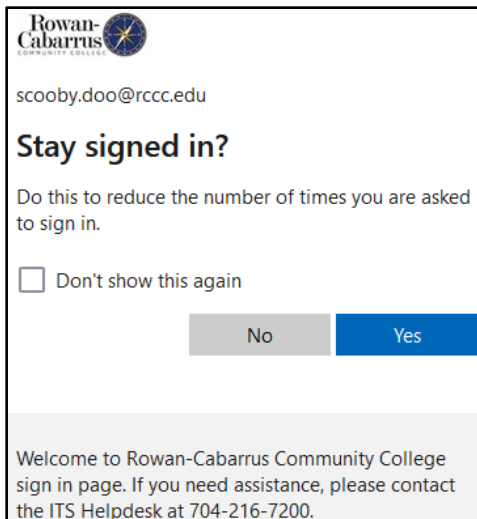 Rowan-
Cabarrus
COMMUNITY COLLEGE
scooby.doo@rccc.edu
Stay signed in?
Do this to reduce the number of times you are asked
to sign in.
Don't show this again
No Yes
Welcome to Rowan-Cabarrus Community College
sign in page. If you need assistance, please contact
the ITS Helpdesk at 704-216-7200.